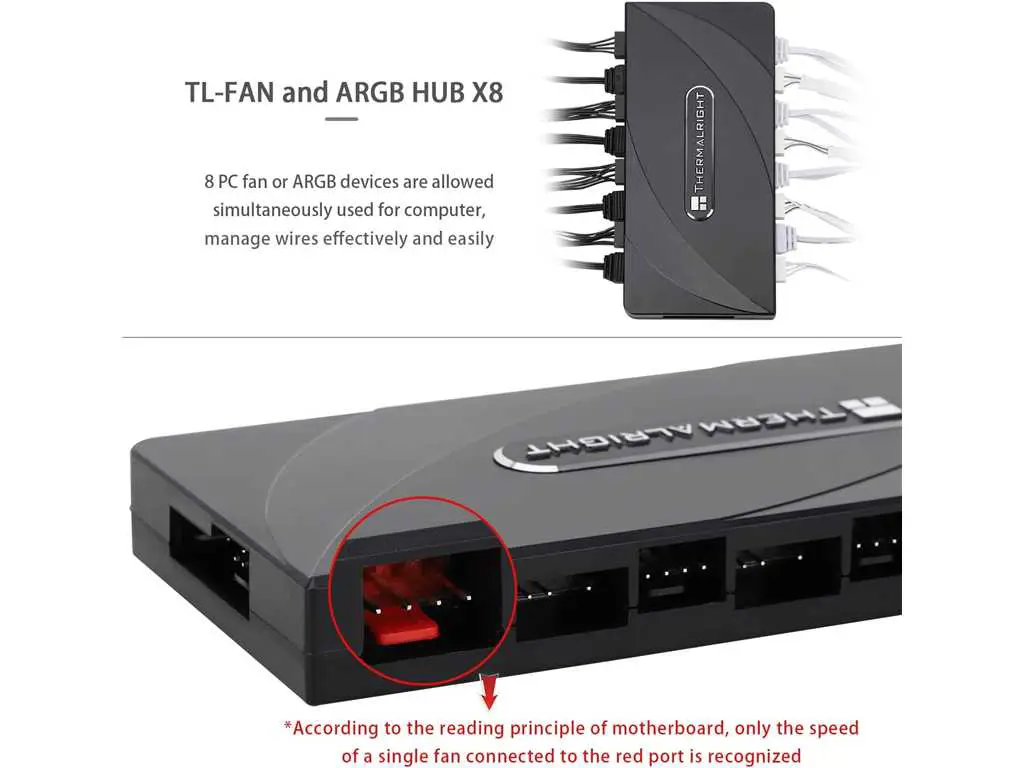 TL-FAN and ARGB HUB X8
8 PC fan or ARGB devices are allowed
simultaneously used for computer,
manage wires effectively and easily
THERMALRIGHT
THERMALRIGHT
*According to the reading principle of motherboard, only the speed
of a single fan connected to the red port is recognized